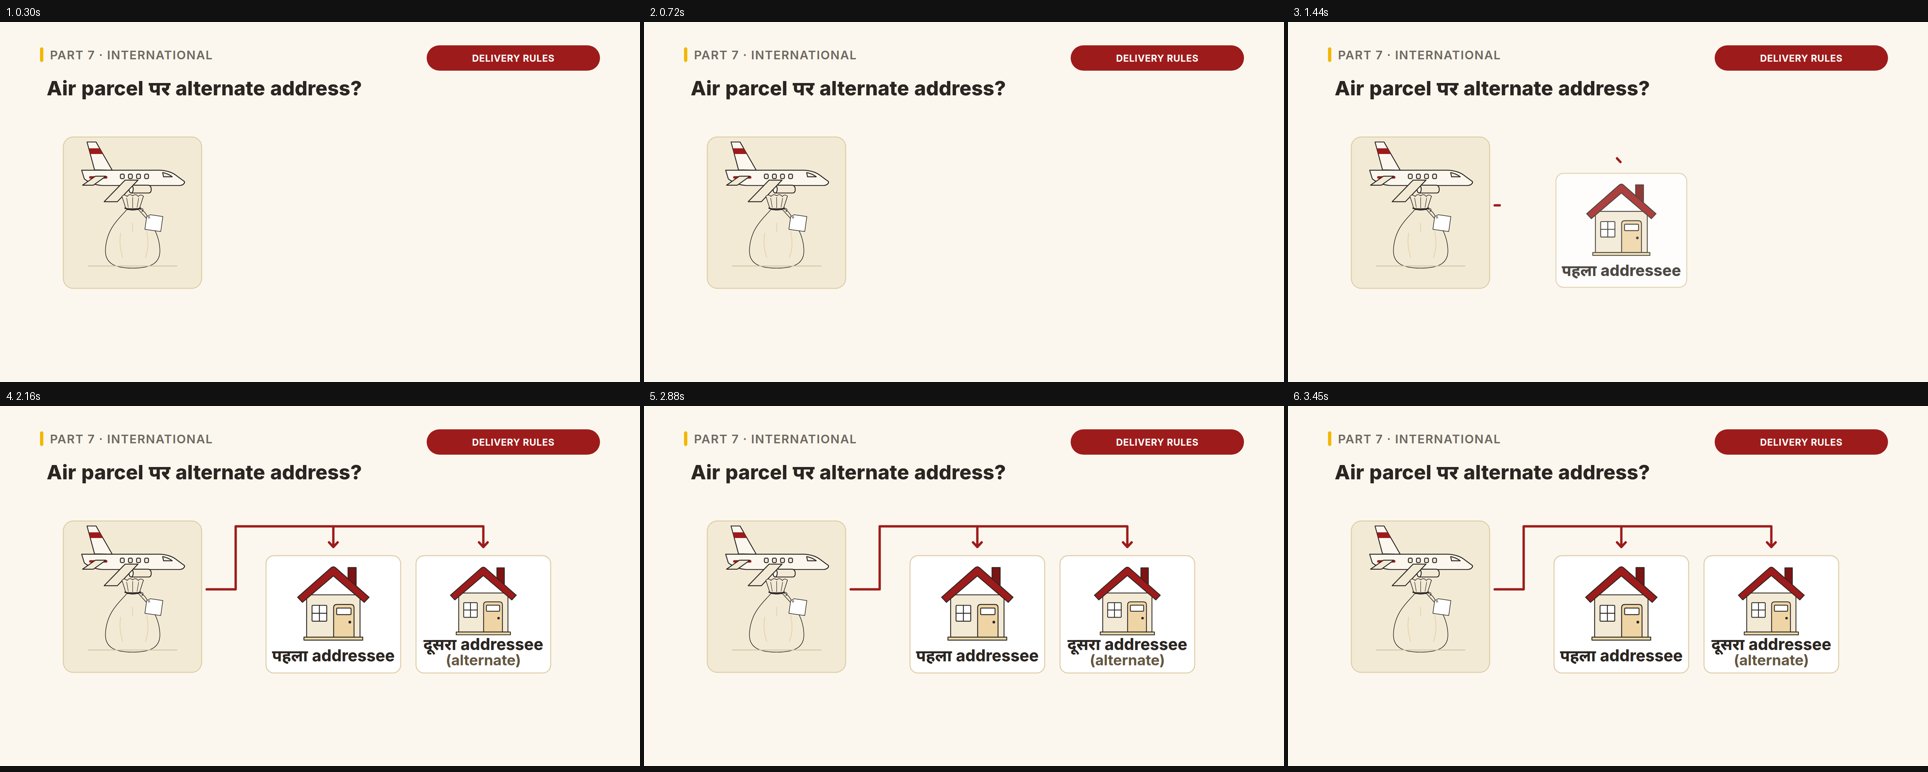 1. 0.30s
PART 7 · INTERNATIONAL
DELIVERY RULES
Air parcel पर alternate address?
2. 0.72s
PART 7 · INTERNATIONAL
DELIVERY RULES
Air parcel पर alternate address?
3. 1.44s
PART 7 · INTERNATIONAL
DELIVERY RULES
Air parcel पर alternate address?
पहला addressee
4. 2.16s
PART 7 · INTERNATIONAL
DELIVERY RULES
Air parcel पर alternate address?
पहला addressee
दूसरा addressee
(alternate)
5. 2.88s
PART 7 · INTERNATIONAL
DELIVERY RULES
Air parcel पर alternate address?
पहला addressee
दूसरा addressee
(alternate)
6. 3.45s
PART 7 · INTERNATIONAL
DELIVERY RULES
Air parcel पर alternate address?
पहला addressee
दूसरा addressee
(alternate)